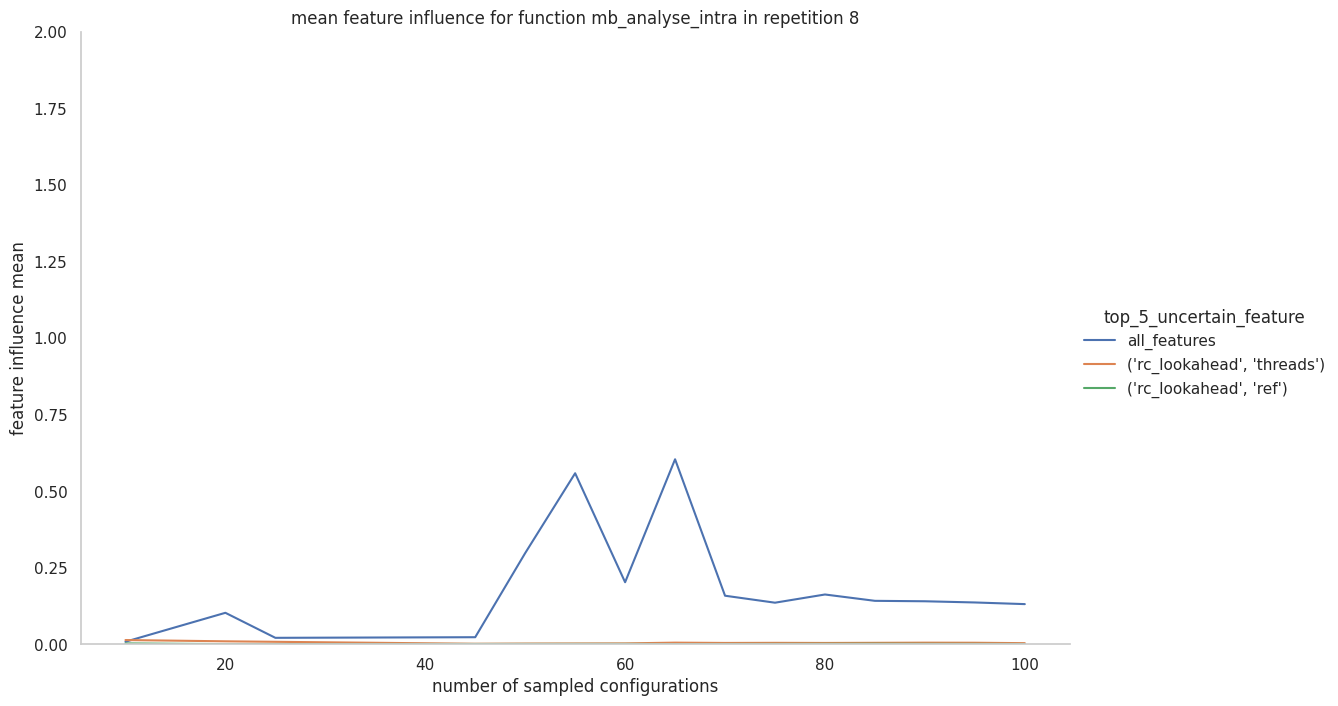 mean feature influence for function mb_analyse_intra in repetition 8
2.00
1.75
1.50
1.25
1.00
0.75
0.50
0.25
0.00
feature influence mean
20 40 60 80 100
number of sampled configurations
top_5_uncertain_feature
all_features
('rc_lookahead', 'threads')
('rc_lookahead', 'ref')